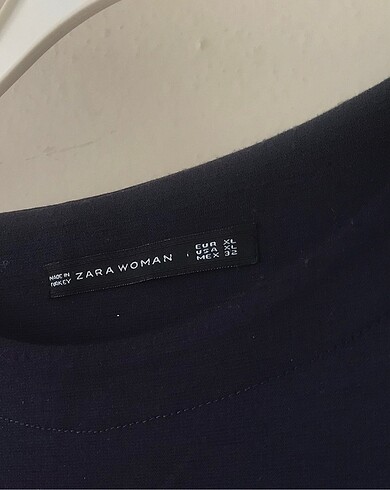 MADE IN
TURKEY
ZARA WOMAN
EUR XL
USA XL
MEX 32